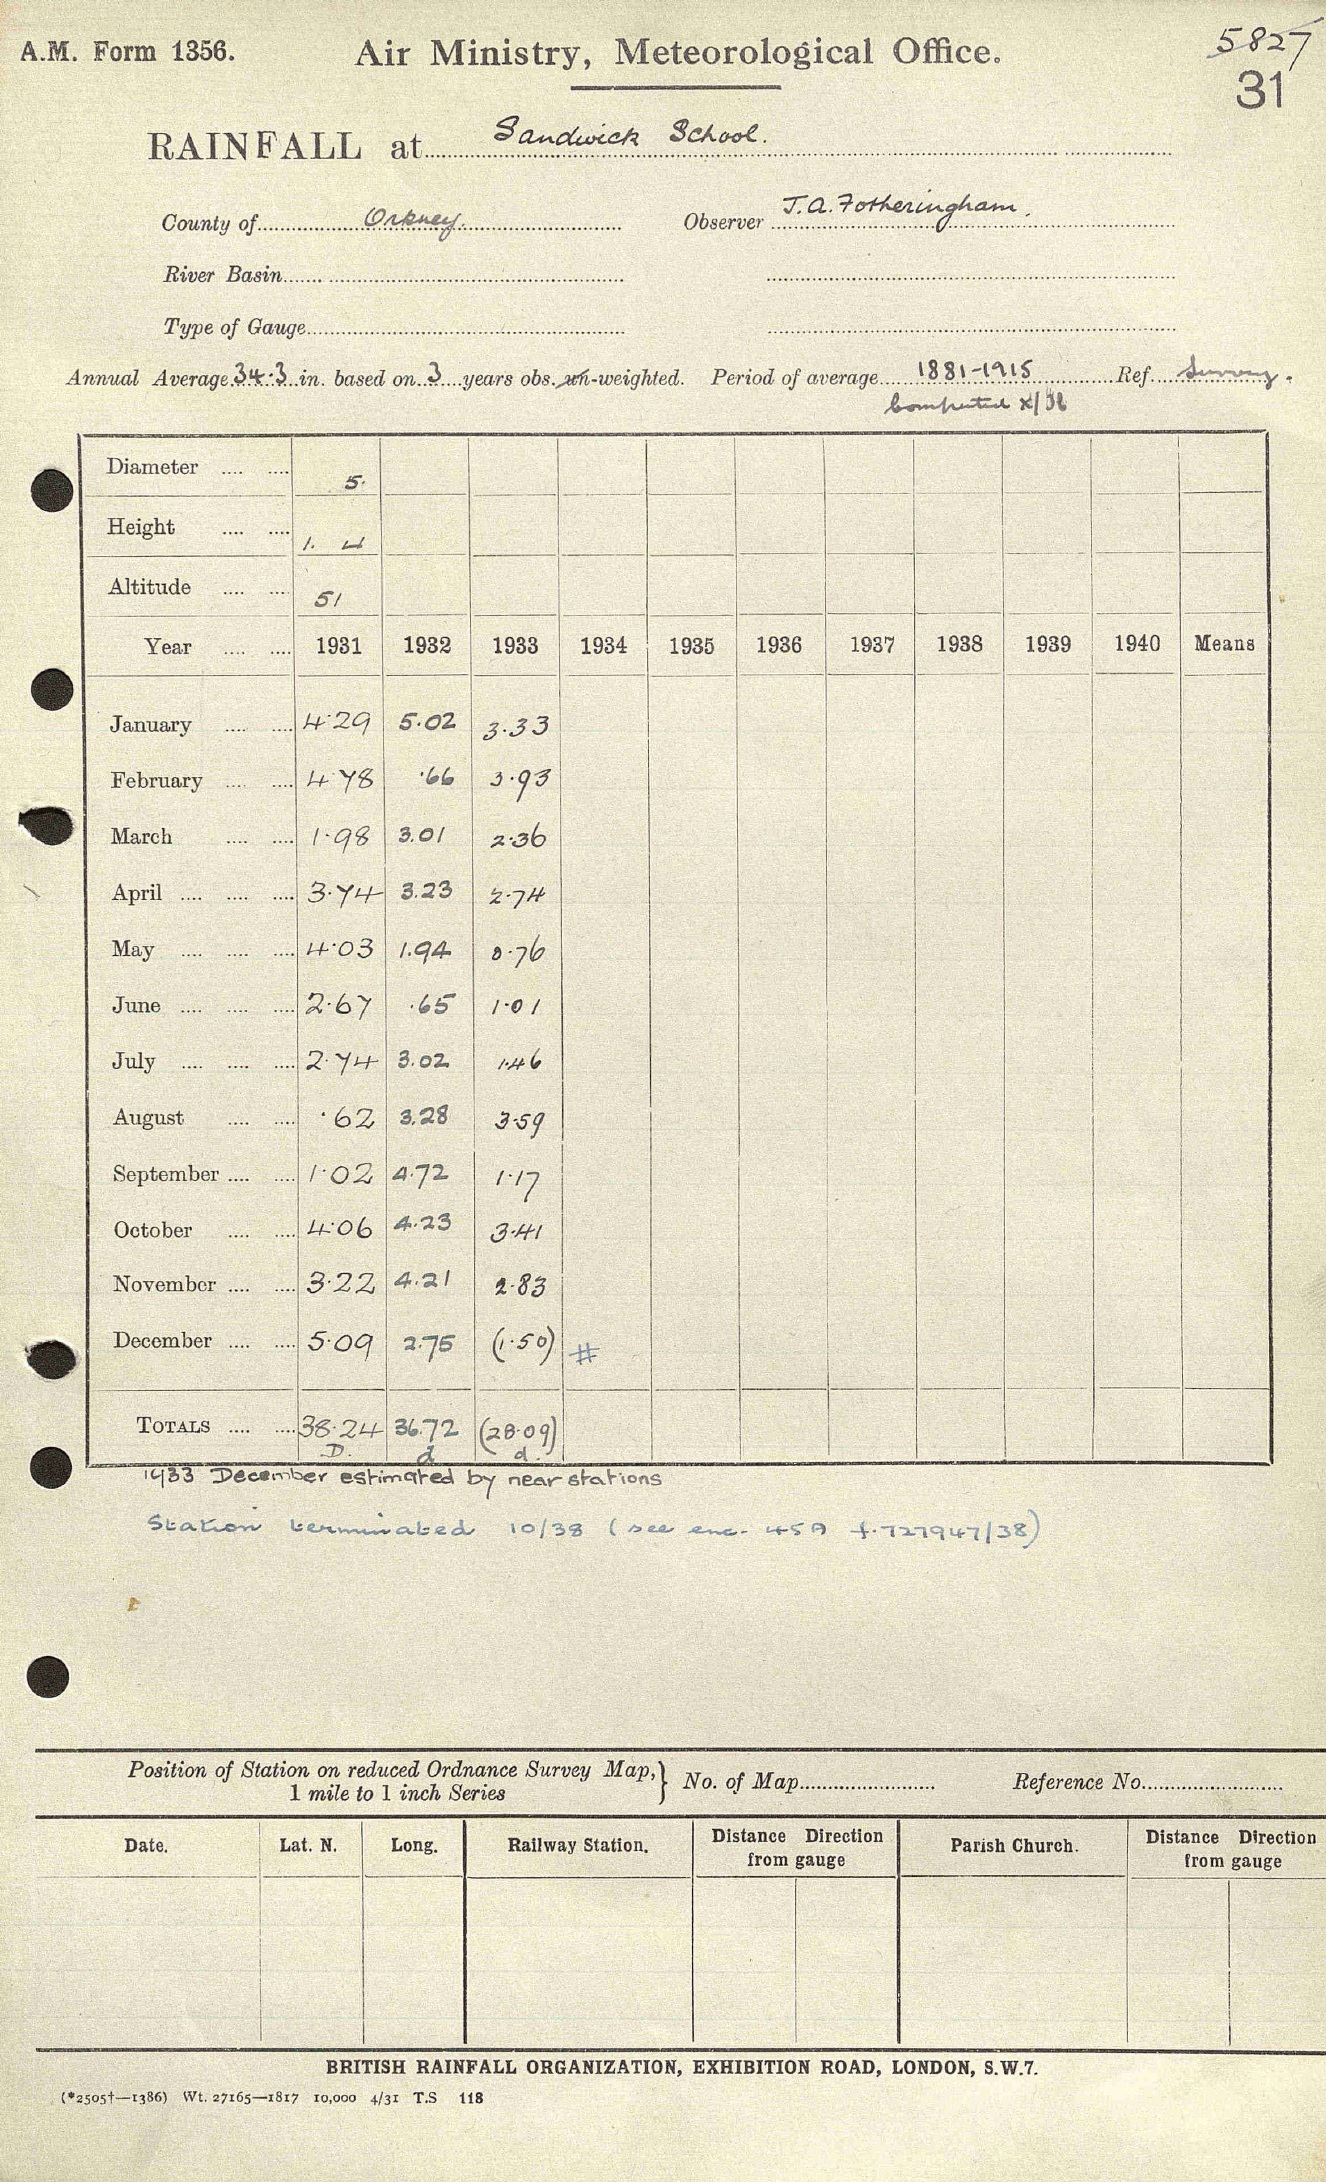 A.M. Form 1356. Air Ministry, Meteorological Office. 5827
31
RAINFALL at Sandwick School.
County of Orkney. Observer J.A. Fotheringham.
River Basin
Type of Gauge
Annual Average 34.3 in. based on 3 years obs. un-weighted. Period of average 1881-1915 Ref. Survey.
Computed X/36
Diameter 5.
Height 1. 4
Altitude 51
Year 1931 1932 1933 1934 1935 1936 1937 1938 1939 1940 Means
January 4.29 5.02 3.33
February 4.78 .66 3.93
March 1.98 3.01 2.36
April 3.74 3.23 2.74
May 4.03 1.94 0.76
June 2.67 .65 1.01
July 2.74 3.02 1.46
August .62 3.28 3.59
September 1.02 4.72 1.17
October 4.06 4.23 3.41
November 3.22 4.21 2.83
December 5.09 2.75 (1.50) #
TOTALS 38.24 36.72 (28.09)
D. d d.
1933 December estimated by near stations
Station terminated 10/38 (see enc. 45A f.727947/38)
Position of Station on reduced Ordnance Survey Map, } No. of Map Reference No.
1 mile to 1 inch Series
Date. Lat. N. Long. Railway Station. Distance Direction from gauge Parish Church. Distance Direction from gauge
BRITISH RAINFALL ORGANIZATION, EXHIBITION ROAD, LONDON, S.W.7.
(*2505†—1386) Wt. 27165—1817 10,000 4/31 T.S 118